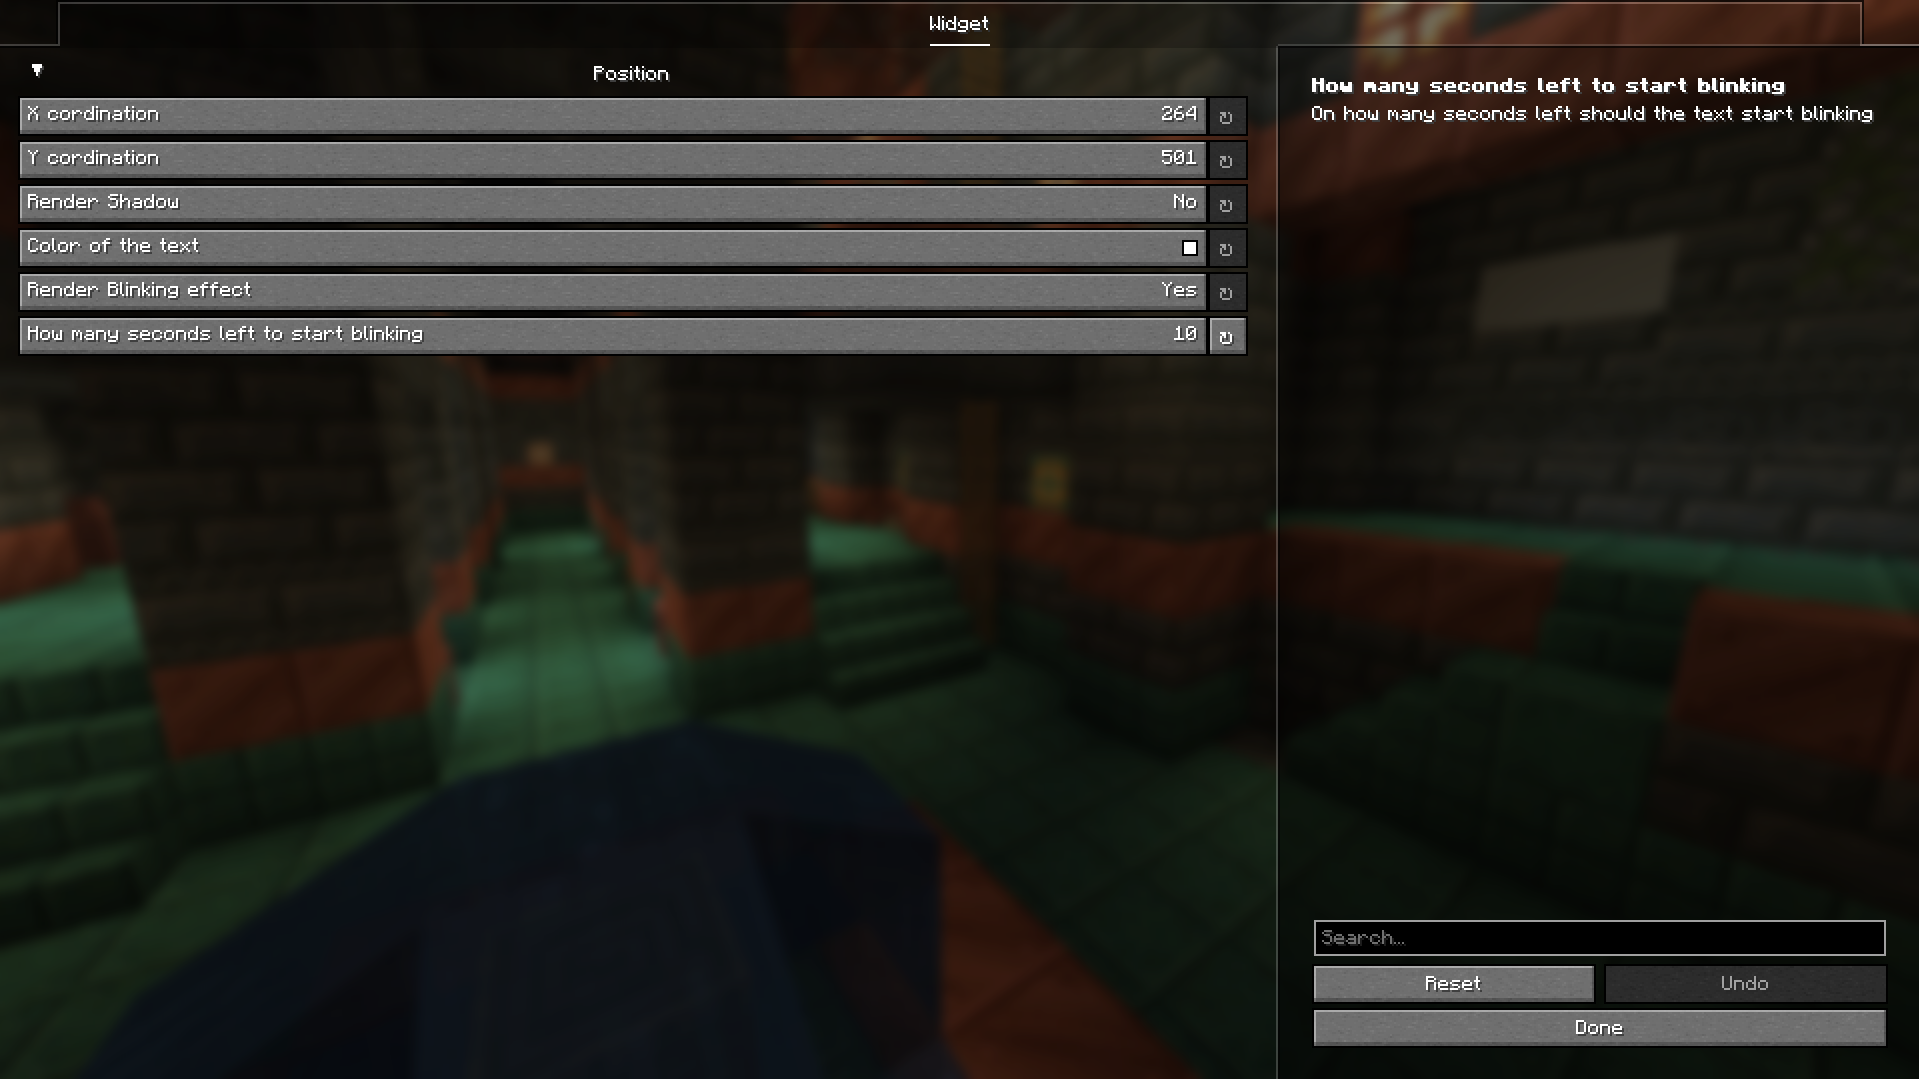 Widget
Position
X cordination 264
Y cordination 501
Render Shadow No
Color of the text
Render Blinking effect Yes
How many seconds left to start blinking 10
How many seconds left to start blinking
On how many seconds left should the text start blinking
Search...
Reset Undo
Done